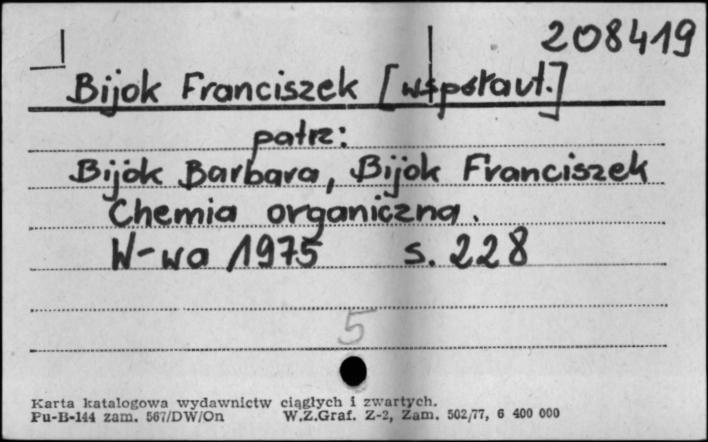 208419
Bijok Franciszek [współaut.]
patrz:
Bijok Barbara, Bijok Franciszek
Chemia organiczna.
W-wa 1975 s. 228
5
Karta katalogowa wydawnictw ciągłych i zwartych.
Pu-B-144 zam. 567/DW/On W.Z.Graf. Z-2, Zam. 502/77, 6 400 000